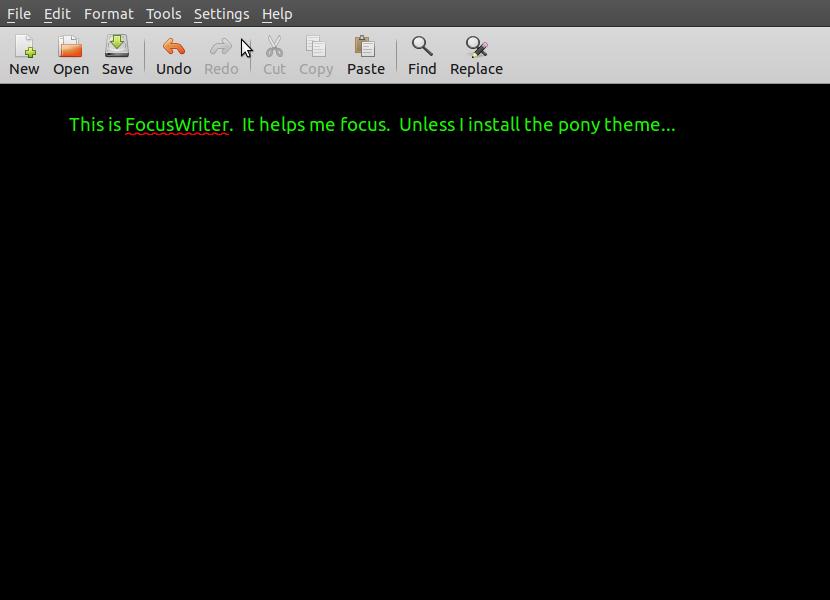 File Edit Format Tools Settings Help
New Open Save Undo Redo Cut Copy Paste Find Replace
This is FocusWriter.  It helps me focus.  Unless I install the pony theme...